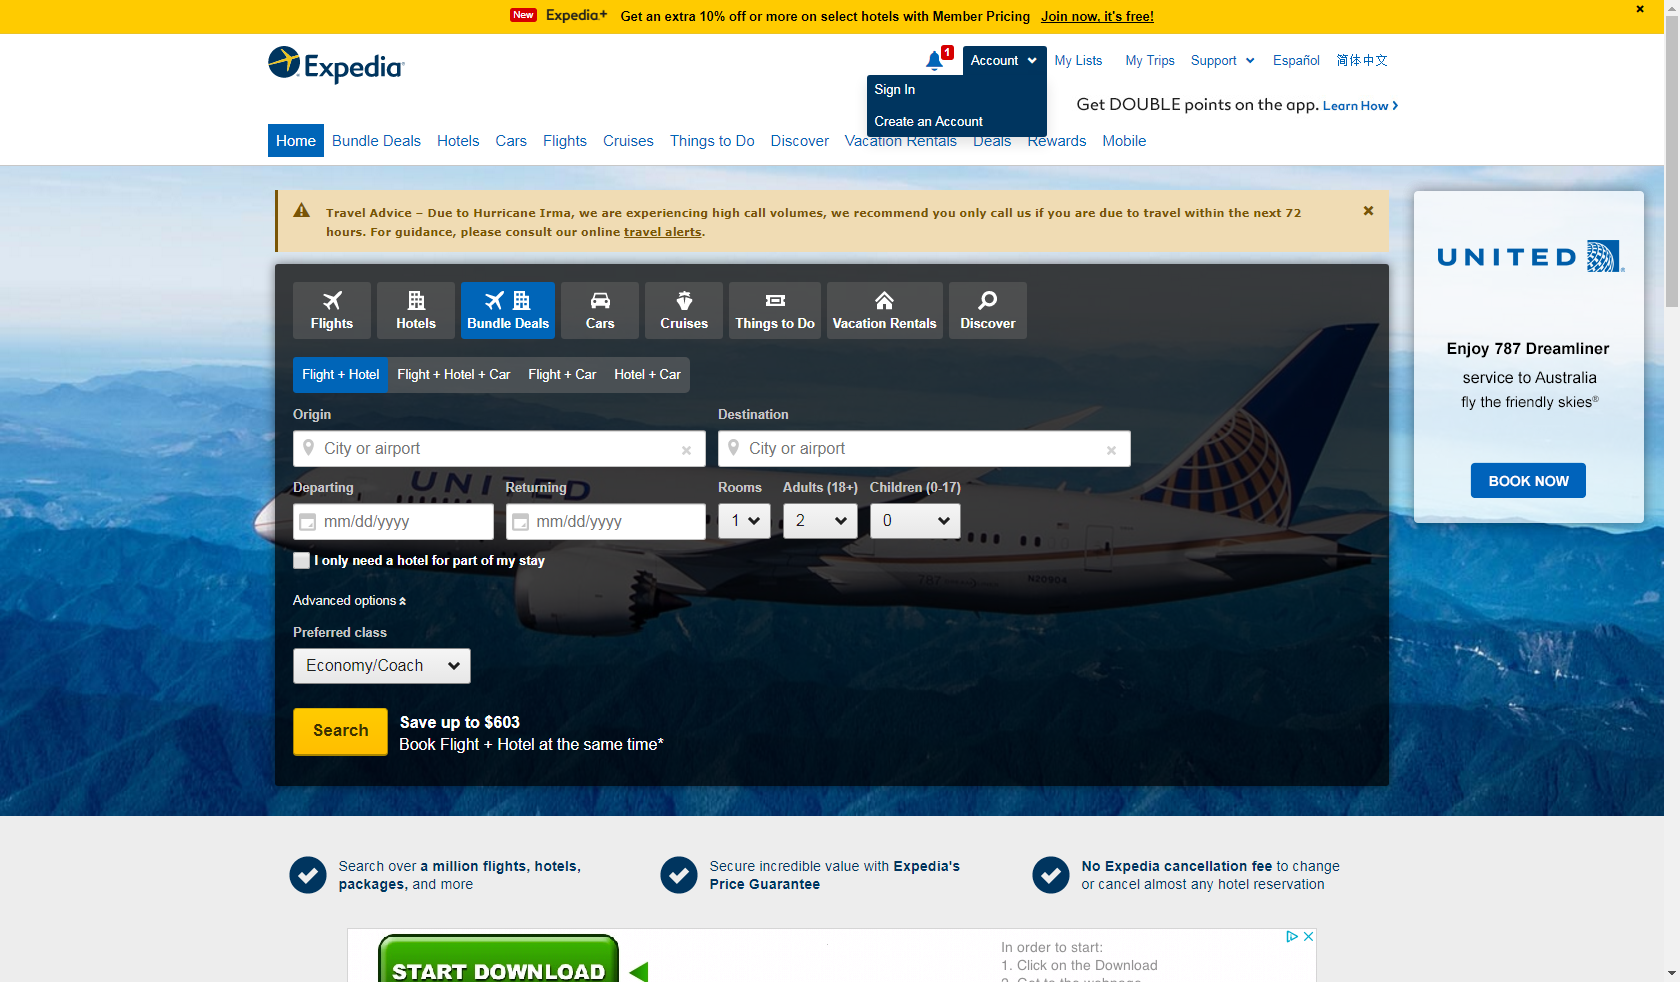 New Expedia+ Get an extra 10% off or more on select hotels with Member Pricing Join now, it's free!
Expedia
1 Account My Lists My Trips Support Español 简体中文
Sign In
Create an Account
Get DOUBLE points on the app. Learn How
Home Bundle Deals Hotels Cars Flights Cruises Things to Do Discover Vacation Rentals Deals Rewards Mobile
Travel Advice – Due to Hurricane Irma, we are experiencing high call volumes, we recommend you only call us if you are due to travel within the next 72
hours. For guidance, please consult our online travel alerts.
Flights Hotels Bundle Deals Cars Cruises Things to Do Vacation Rentals Discover
Flight + Hotel Flight + Hotel + Car Flight + Car Hotel + Car
Origin Destination
City or airport City or airport
UNITED
Departing Returning Rooms Adults (18+) Children (0-17)
mm/dd/yyyy mm/dd/yyyy 1 2 0
I only need a hotel for part of my stay
787
N20904
Advanced options
Preferred class
Economy/Coach
Search
Save up to $603
Book Flight + Hotel at the same time*
UNITED
Enjoy 787 Dreamliner
service to Australia
fly the friendly skies®
BOOK NOW
Search over a million flights, hotels,
packages, and more
Secure incredible value with Expedia's
Price Guarantee
No Expedia cancellation fee to change
or cancel almost any hotel reservation
START DOWNLOAD
In order to start:
1. Click on the Download
2. Get to the webpage